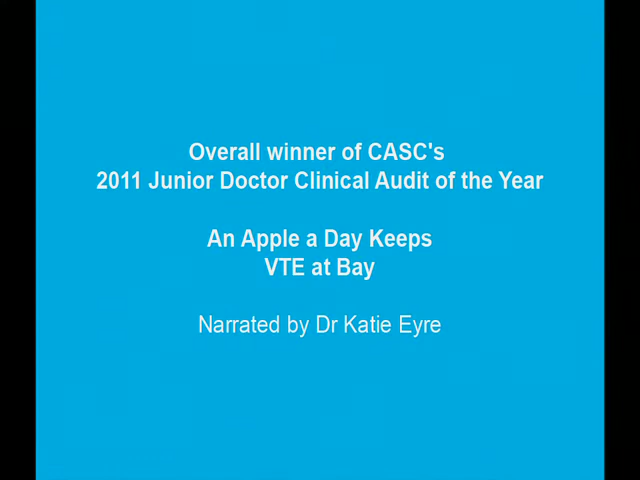 Overall winner of CASC's
2011 Junior Doctor Clinical Audit of the Year
An Apple a Day Keeps
VTE at Bay
Narrated by Dr Katie Eyre